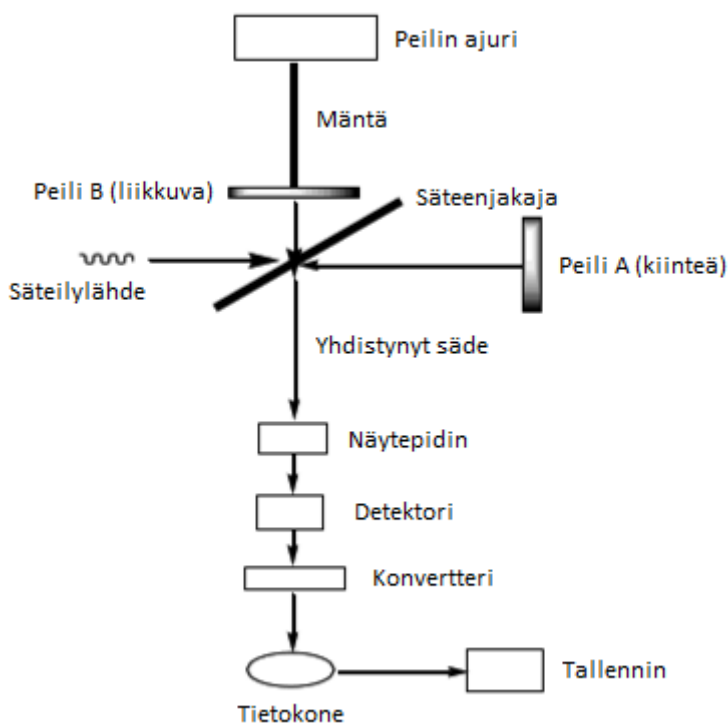 Peilin ajuri
Mäntä
Peili B (liikkuva)
Säteenjakaja
Säteilylähde
Peili A (kiinteä)
Yhdistynyt säde
Näytepidin
Detektori
Konvertteri
Tallennin
Tietokone